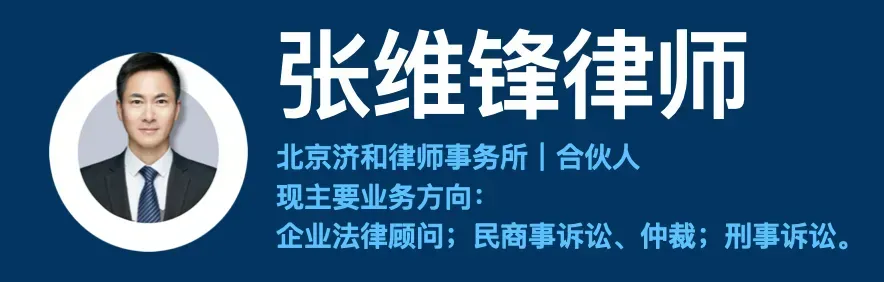 张维锋律师
北京济和律师事务所｜合伙人
现主要业务方向：
企业法律顾问；民商事诉讼、仲裁；刑事诉讼。